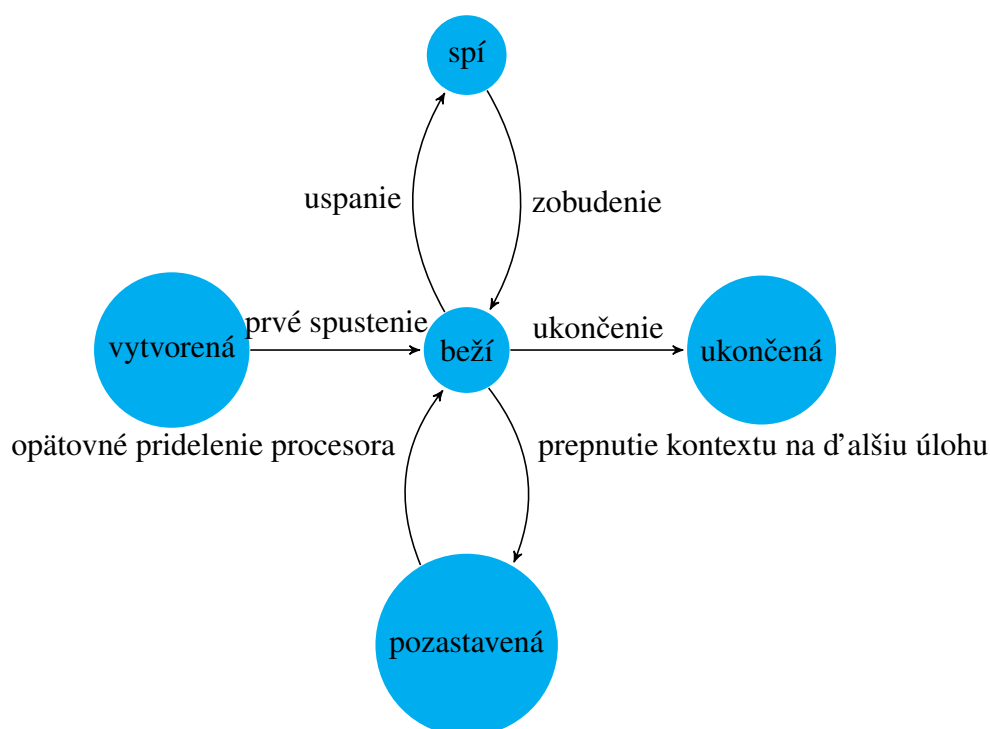 spí
uspanie
zobudenie
prvé spustenie
ukončenie
vytvorená
beží
ukončená
opätovné pridelenie procesora
prepnutie kontextu na ďalšiu úlohu
pozastavená